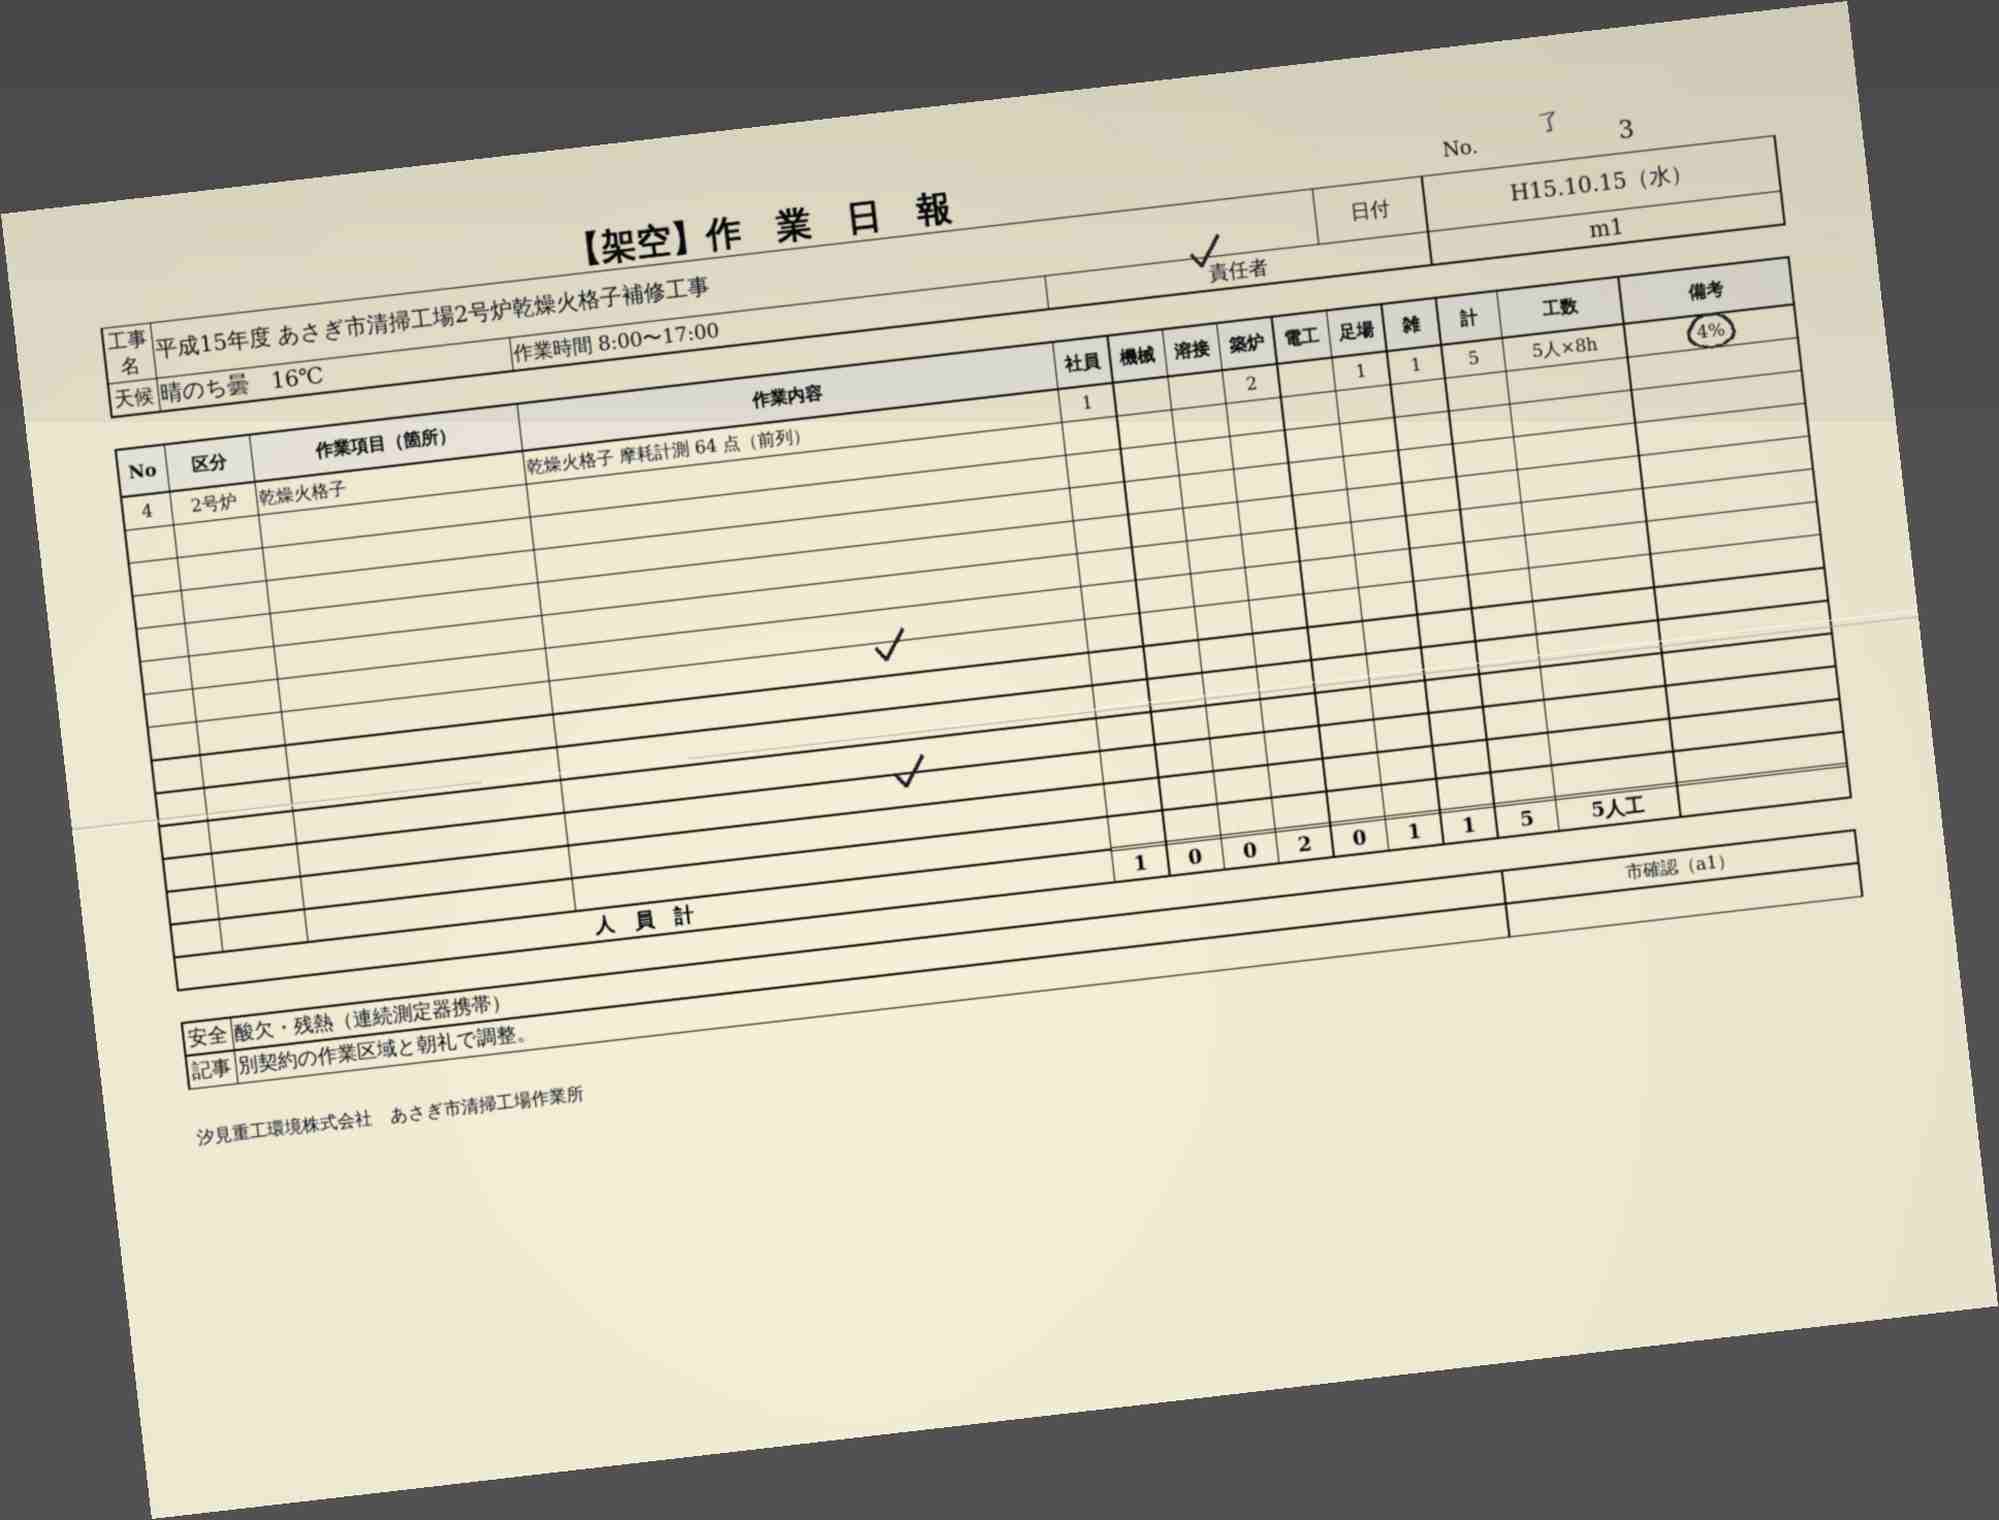 了
No. 3
【架空】作 業 日 報
工事名 平成15年度 あさぎ市清掃工場2号炉乾燥火格子補修工事 日付 H15.10.15（水）
天候 晴のち曇 16℃ 作業時間 8:00〜17:00 責任者 m1
No 区分 作業項目（箇所） 作業内容 社員 機械 溶接 築炉 電工 足場 雑 計 工数 備考
4 2号炉 乾燥火格子 乾燥火格子 摩耗計測 64 点（前列） 1 2 1 1 5 5人×8h 4%
人 員 計 1 0 0 2 0 1 1 5 5人工
安全 酸欠・残熱（連続測定器携帯） 市確認（a1）
記事 別契約の作業区域と朝礼で調整。
汐見重工環境株式会社 あさぎ市清掃工場作業所